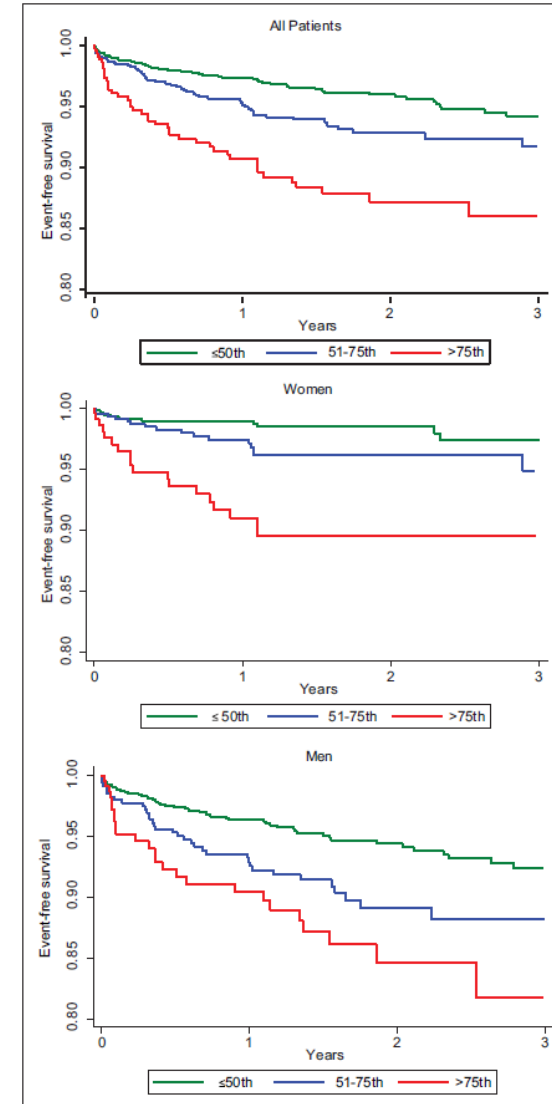 All Patients
Event-free survival
1.00
0.95
0.90
0.85
0.80
0 1 2 3
Years
≤50th 51-75th >75th
Women
Event-free survival
1.00
0.95
0.90
0.85
0.80
0 1 2 3
Years
≤ 50th 51-75th >75th
Men
Event-free survival
1.00
0.95
0.90
0.85
0.80
0 1 2 3
Years
≤50th 51-75th >75th